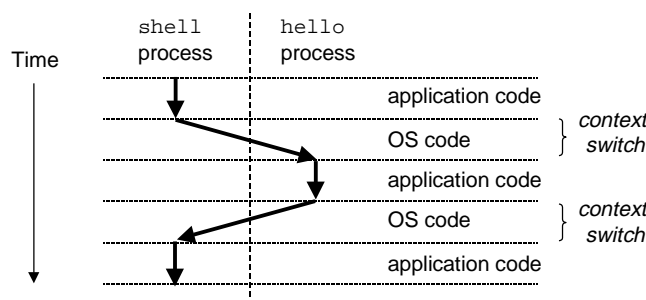 shell hello
Time process process
application code
OS code context switch
application code
OS code context switch
application code